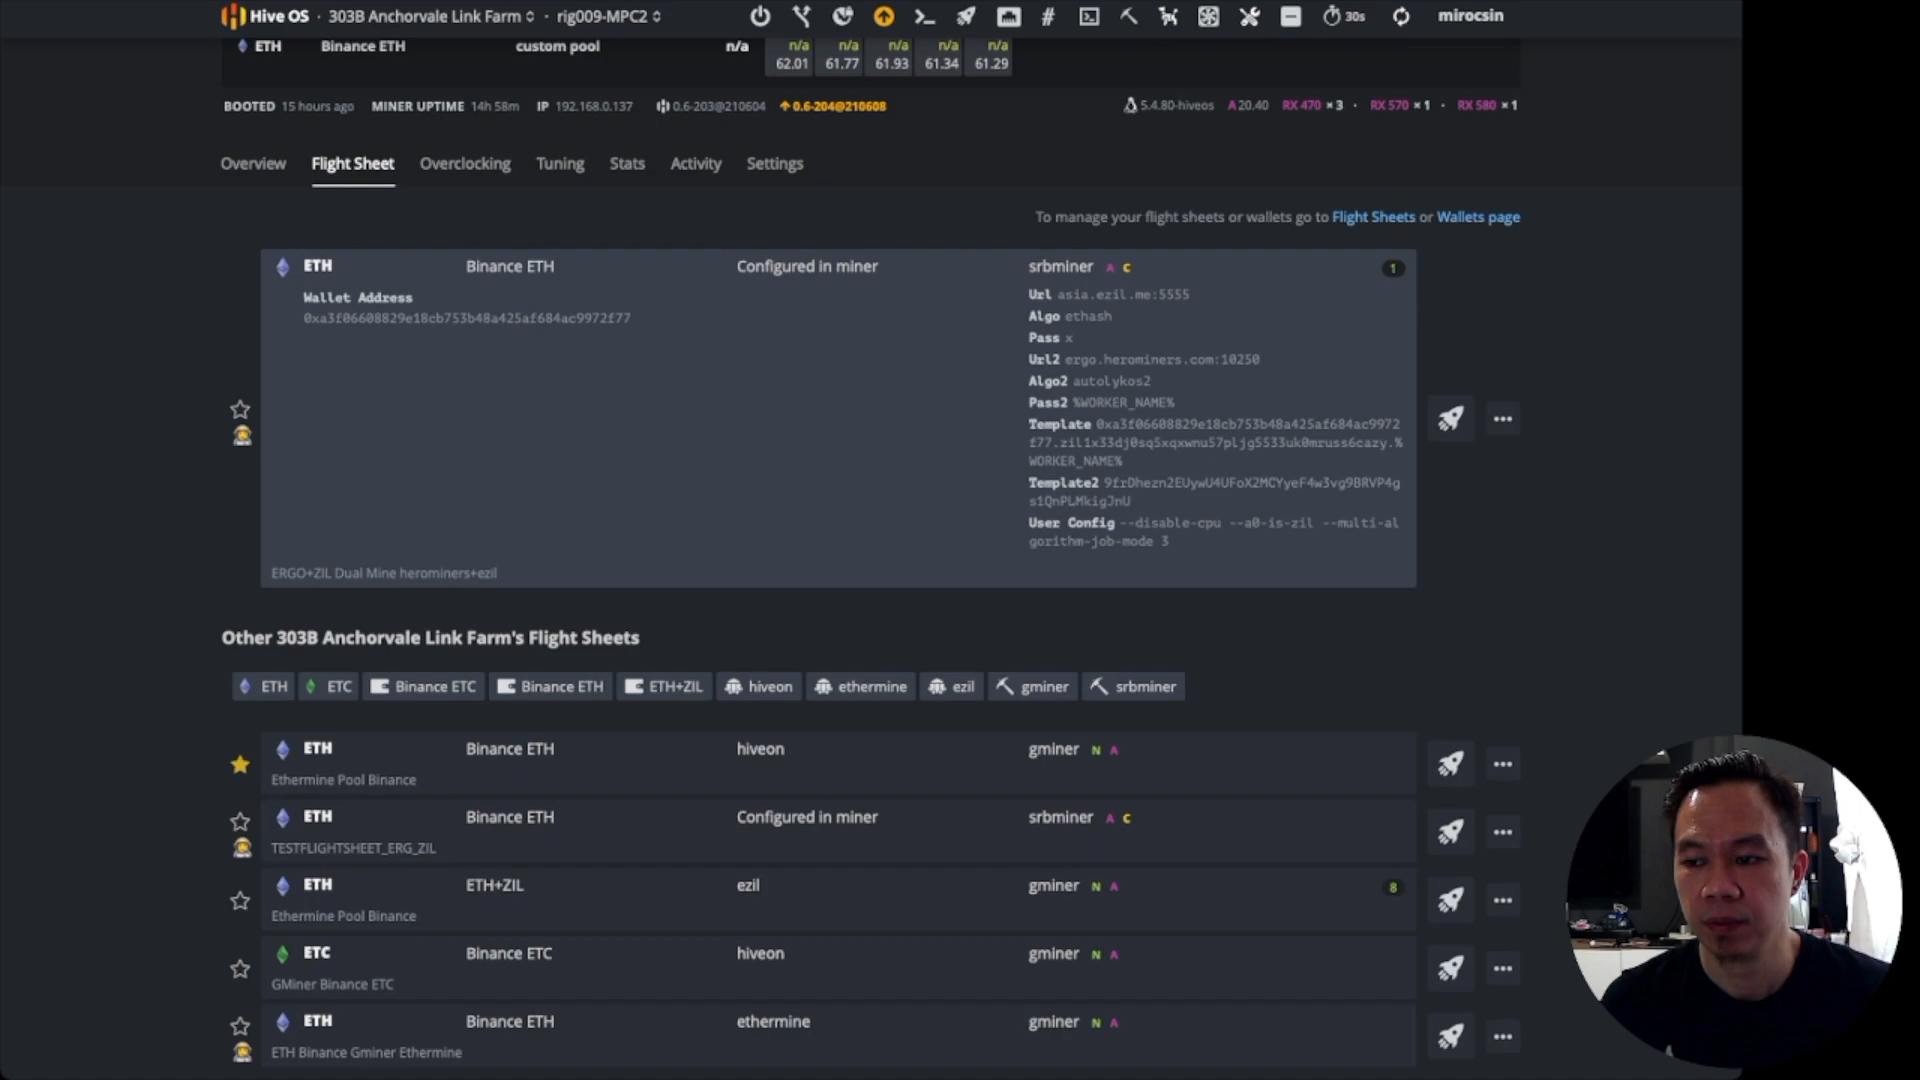 Hive OS · 303B Anchorvale Link Farm · rig009-MPC2 30s mirocsin
ETH Binance ETH custom pool n/a n/a n/a n/a n/a n/a
62.01 61.77 61.93 61.34 61.29
BOOTED 15 hours ago MINER UPTIME 14h 58m IP 192.168.0.137 0.6-203@210604 0.6-204@210608 5.4.80-hiveos A 20.40 RX 470 × 3 · RX 570 × 1 · RX 580 × 1
Overview Flight Sheet Overclocking Tuning Stats Activity Settings
To manage your flight sheets or wallets go to Flight Sheets or Wallets page
ETH Binance ETH Configured in miner srbminer A C 1
Wallet Address
0xa3f06608829e18cb753b48a425af684ac9972f77
Url asia.ezil.me:5555
Algo ethash
Pass x
Url2 ergo.herominers.com:10250
Algo2 autolykos2
Pass2 %WORKER_NAME%
Template 0xa3f06608829e18cb753b48a425af684ac9972
f77.zil1x33dj0sq5xqxwnu57pljg5533uk0mruss6cazy.%
WORKER_NAME%
Template2 9frDhezn2EUywU4UFoX2MCYyeF4w3vg9BRVP4g
s1QnPLMkigJnU
User Config --disable-cpu --a0-is-zil --multi-al
gorithm-job-mode 3
ERGO+ZIL Dual Mine herominers+ezil
Other 303B Anchorvale Link Farm's Flight Sheets
ETH ETC Binance ETC Binance ETH ETH+ZIL hiveon ethermine ezil gminer srbminer
ETH Binance ETH hiveon gminer N A
Ethermine Pool Binance
ETH Binance ETH Configured in miner srbminer A C
TESTFLIGHTSHEET_ERG_ZIL
ETH ETH+ZIL ezil gminer N A 8
Ethermine Pool Binance
ETC Binance ETC hiveon gminer N A
GMiner Binance ETC
ETH Binance ETH ethermine gminer N A
ETH Binance Gminer Ethermine